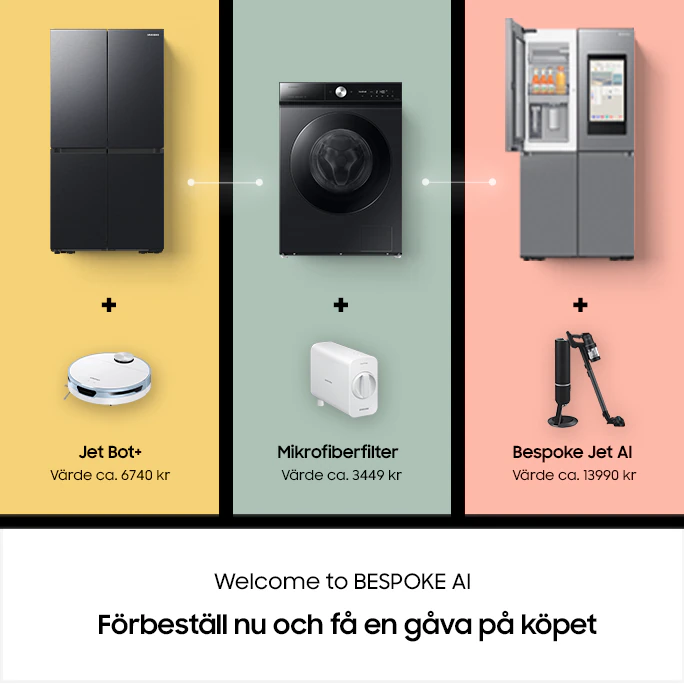 SAMSUNG
Jet Bot+
Värde ca. 6740 kr
Mikrofiberfilter
Värde ca. 3449 kr
Bespoke Jet AI
Värde ca. 13990 kr
Welcome to BESPOKE AI
Förbeställ nu och få en gåva på köpet